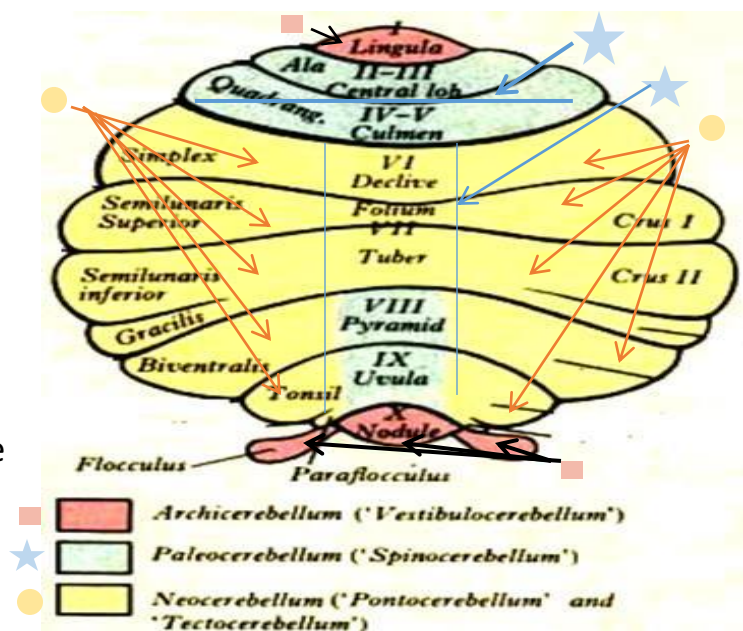 I
Lingula
Ala
II-III
Central lob.
Quadrang.
IV-V
Culmen
Simplex
VI
Declive
Semilunaris
Superior
Folium
VII
Crus I
Tuber
Semilunaris
inferior
Crus II
VIII
Pyramid
Gracilis
IX
Uvula
Biventralis
Tonsil
X
Nodule
e
Flocculus
Paraflocculus
Archicerebellum ('Vestibulocerebellum')
Paleocerebellum ('Spinocerebellum')
Neocerebellum ('Pontocerebellum' and
'Tectocerebellum')